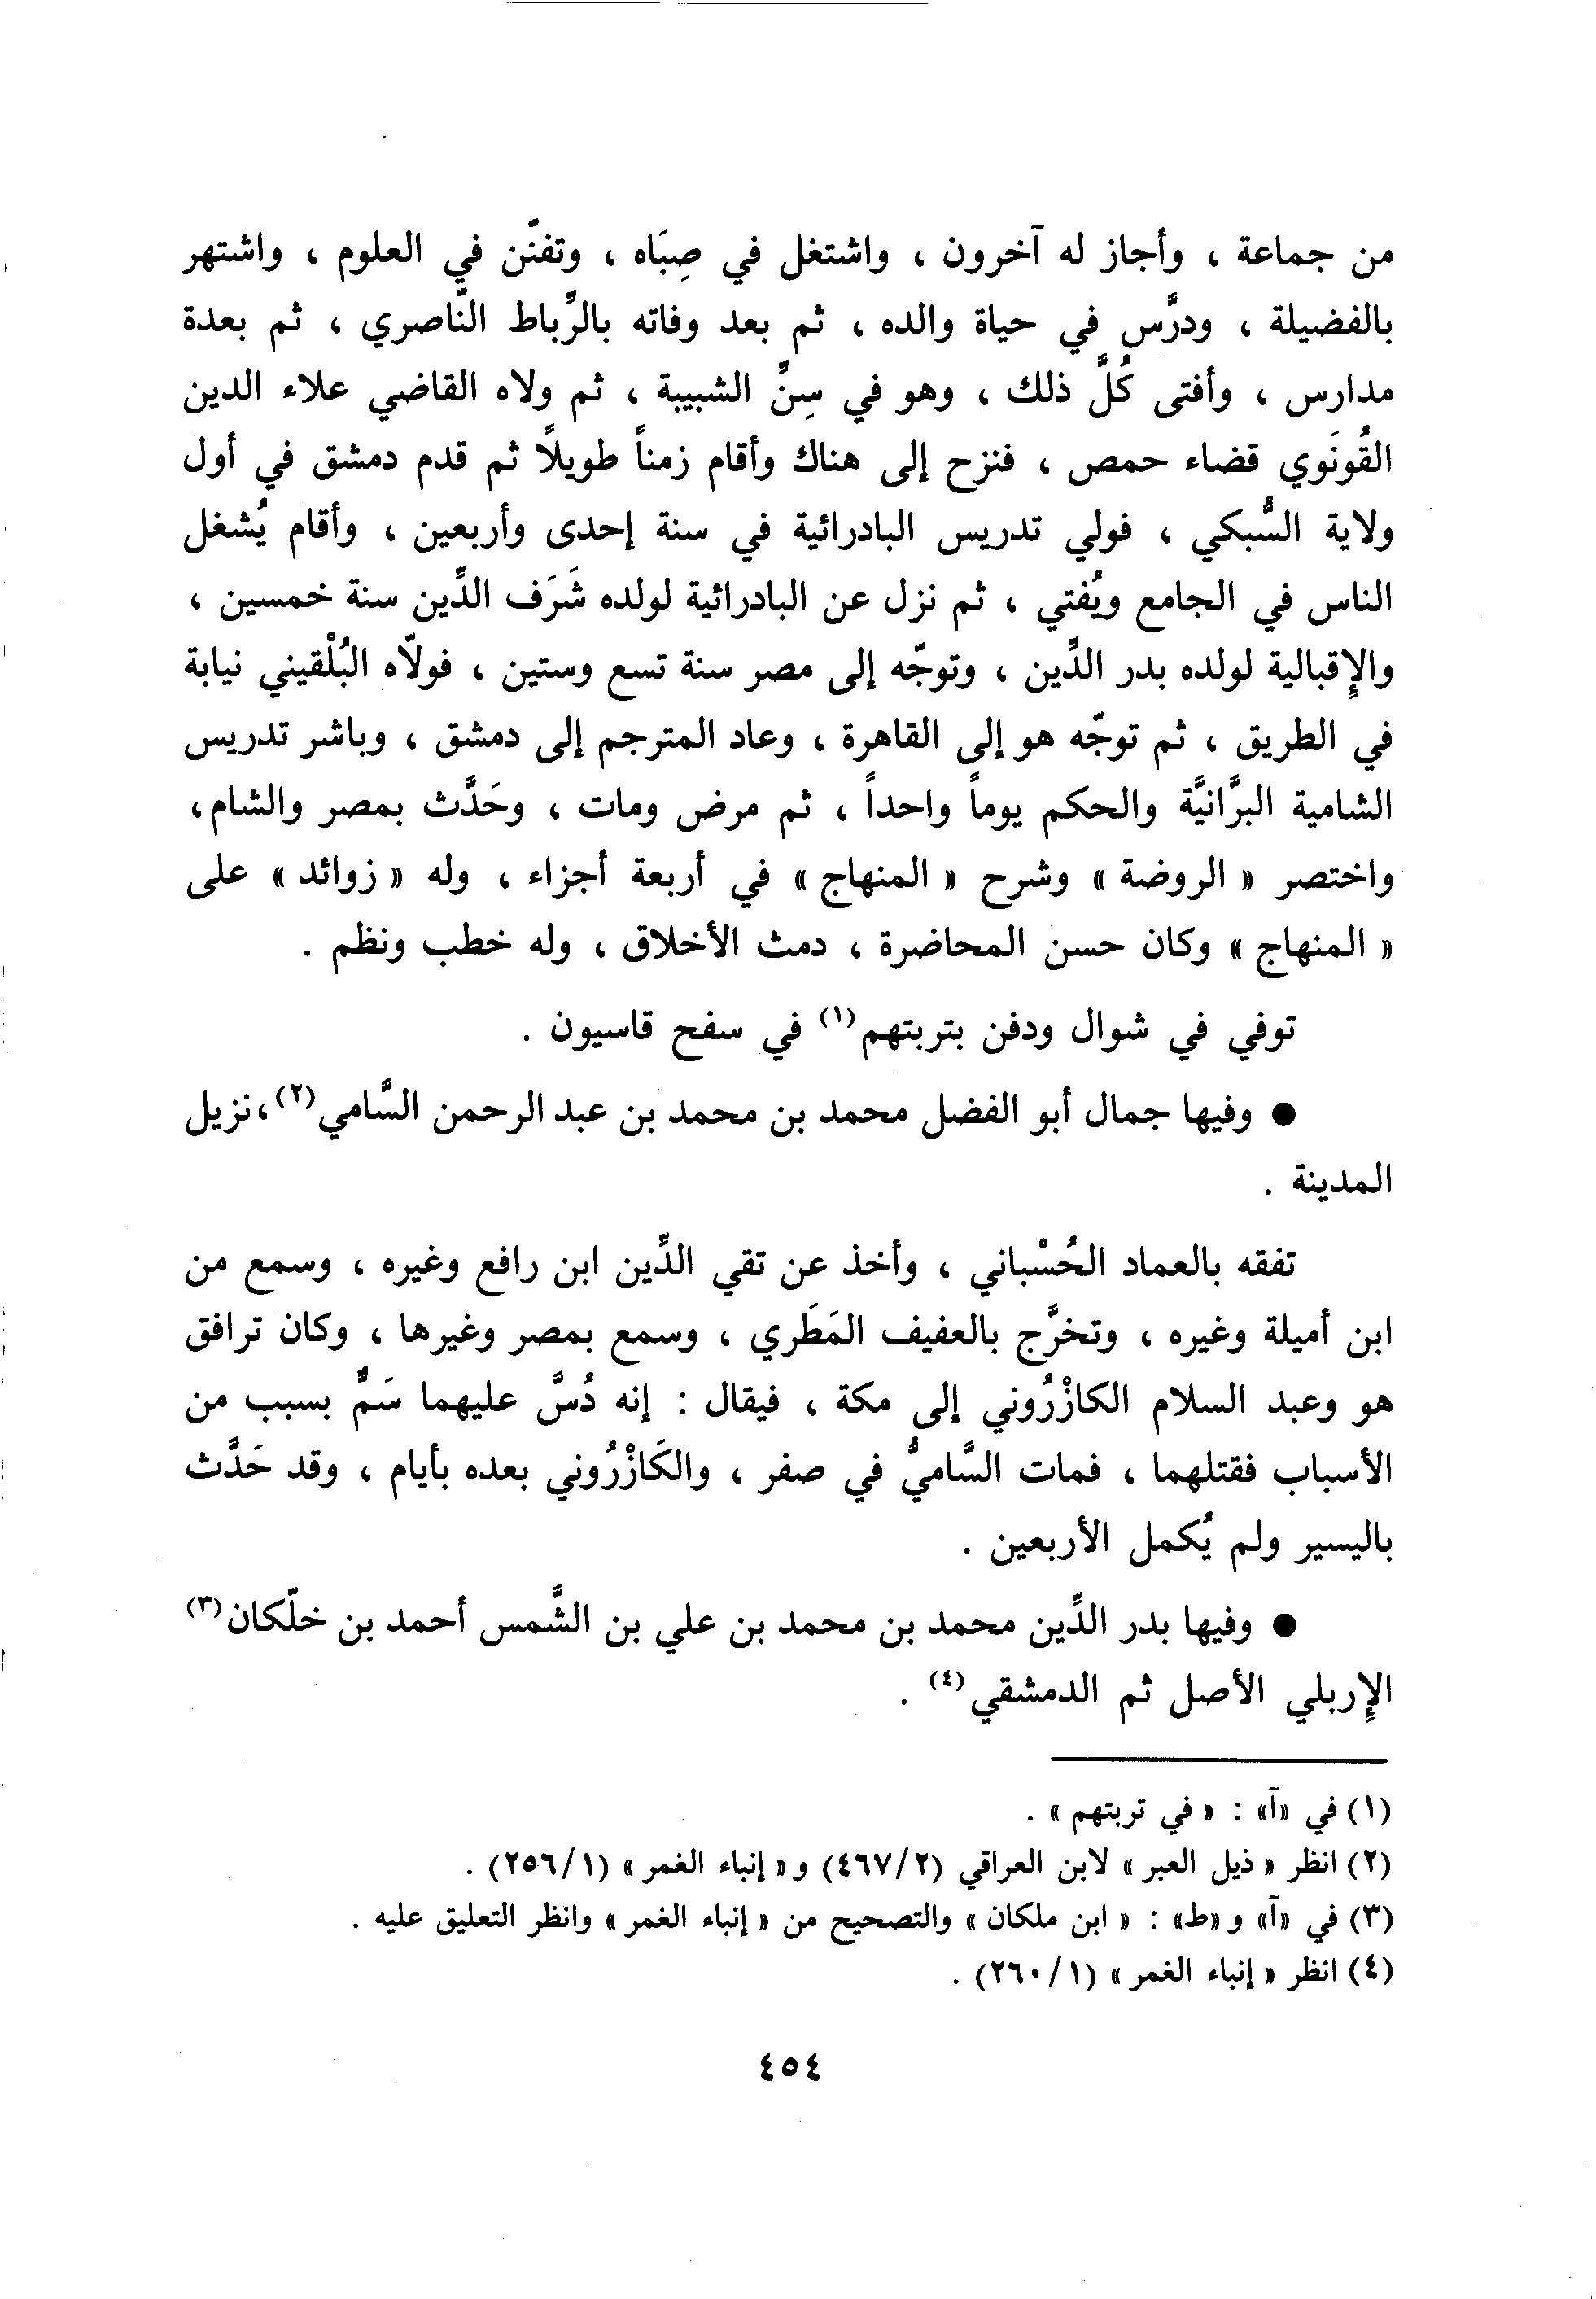 من جماعة ، وأجاز له آخرون ، واشتغل في صِبَاه ، وتفنّن في العلوم ، واشتهر
بالفضيلة ، ودرَّس في حياة والده ، ثم بعد وفاته بالرِّباط النَّاصري ، ثم بعدة
مدارس ، وأفتى كُلَّ ذلك ، وهو في سِنِّ الشبيبة ، ثم ولاه القاضي علاء الدين
القُونَوي قضاء حمص ، فنزح إلى هناك وأقام زمناً طويلاً ثم قدم دمشق في أول
ولاية السُّبكي ، فولي تدريس البادرائية في سنة إحدى وأربعين ، وأقام يُشغل
الناس في الجامع ويُفتي ، ثم نزل عن البادرائية لولده شَرَف الدِّين سنة خمسين ،
والإِقبالية لولده بدر الدِّين ، وتوجّه إلى مصر سنة تسع وستين ، فولاّه البُلْقيني نيابة
في الطريق ، ثم توجّه هو إلى القاهرة ، وعاد المترجم إلى دمشق ، وباشر تدريس
الشامية البرَّانيَّة والحكم يوماً واحداً ، ثم مرض ومات ، وحَدَّث بمصر والشام،
واختصر « الروضة » وشرح « المنهاج » في أربعة أجزاء ، وله « زوائد » على
« المنهاج » وكان حسن المحاضرة ، دمث الأخلاق ، وله خطب ونظم .
توفي في شوال ودفن بتربتهم(١) في سفح قاسيون .
● وفيها جمال أبو الفضل محمد بن محمد بن عبد الرحمن السَّامي(٢)،نزيل
المدينة .
تفقه بالعماد الحُسْباني ، وأخذ عن تقي الدِّين ابن رافع وغيره ، وسمع من
ابن أميلة وغيره ، وتخرَّج بالعفيف المَطَري ، وسمع بمصر وغيرها ، وكان ترافق
هو وعبد السلام الكازْرُوني إلى مكة ، فيقال : إنه دُسَّ عليهما سَمٌّ بسبب من
الأسباب فقتلهما ، فمات السَّاميُّ في صفر ، والكَازْرُوني بعده بأيام ، وقد حَدَّث
باليسير ولم يُكمل الأربعين .
● وفيها بدر الدِّين محمد بن محمد بن علي بن الشَّمس أحمد بن خلّكان(٣)
الإِربلي الأصل ثم الدمشقي(٤) .
(١) في «آ» : « في تربتهم » .
(٢) انظر « ذيل العبر » لابن العراقي (٤٦٧/٢) و« إنباء الغمر » (٢٥٦/١) .
(٣) في «آ» و«ط» : « ابن ملكان » والتصحيح من « إنباء الغمر » وانظر التعليق عليه .
(٤) انظر « إنباء الغمر » (٢٦٠/١) .
٤٥٤